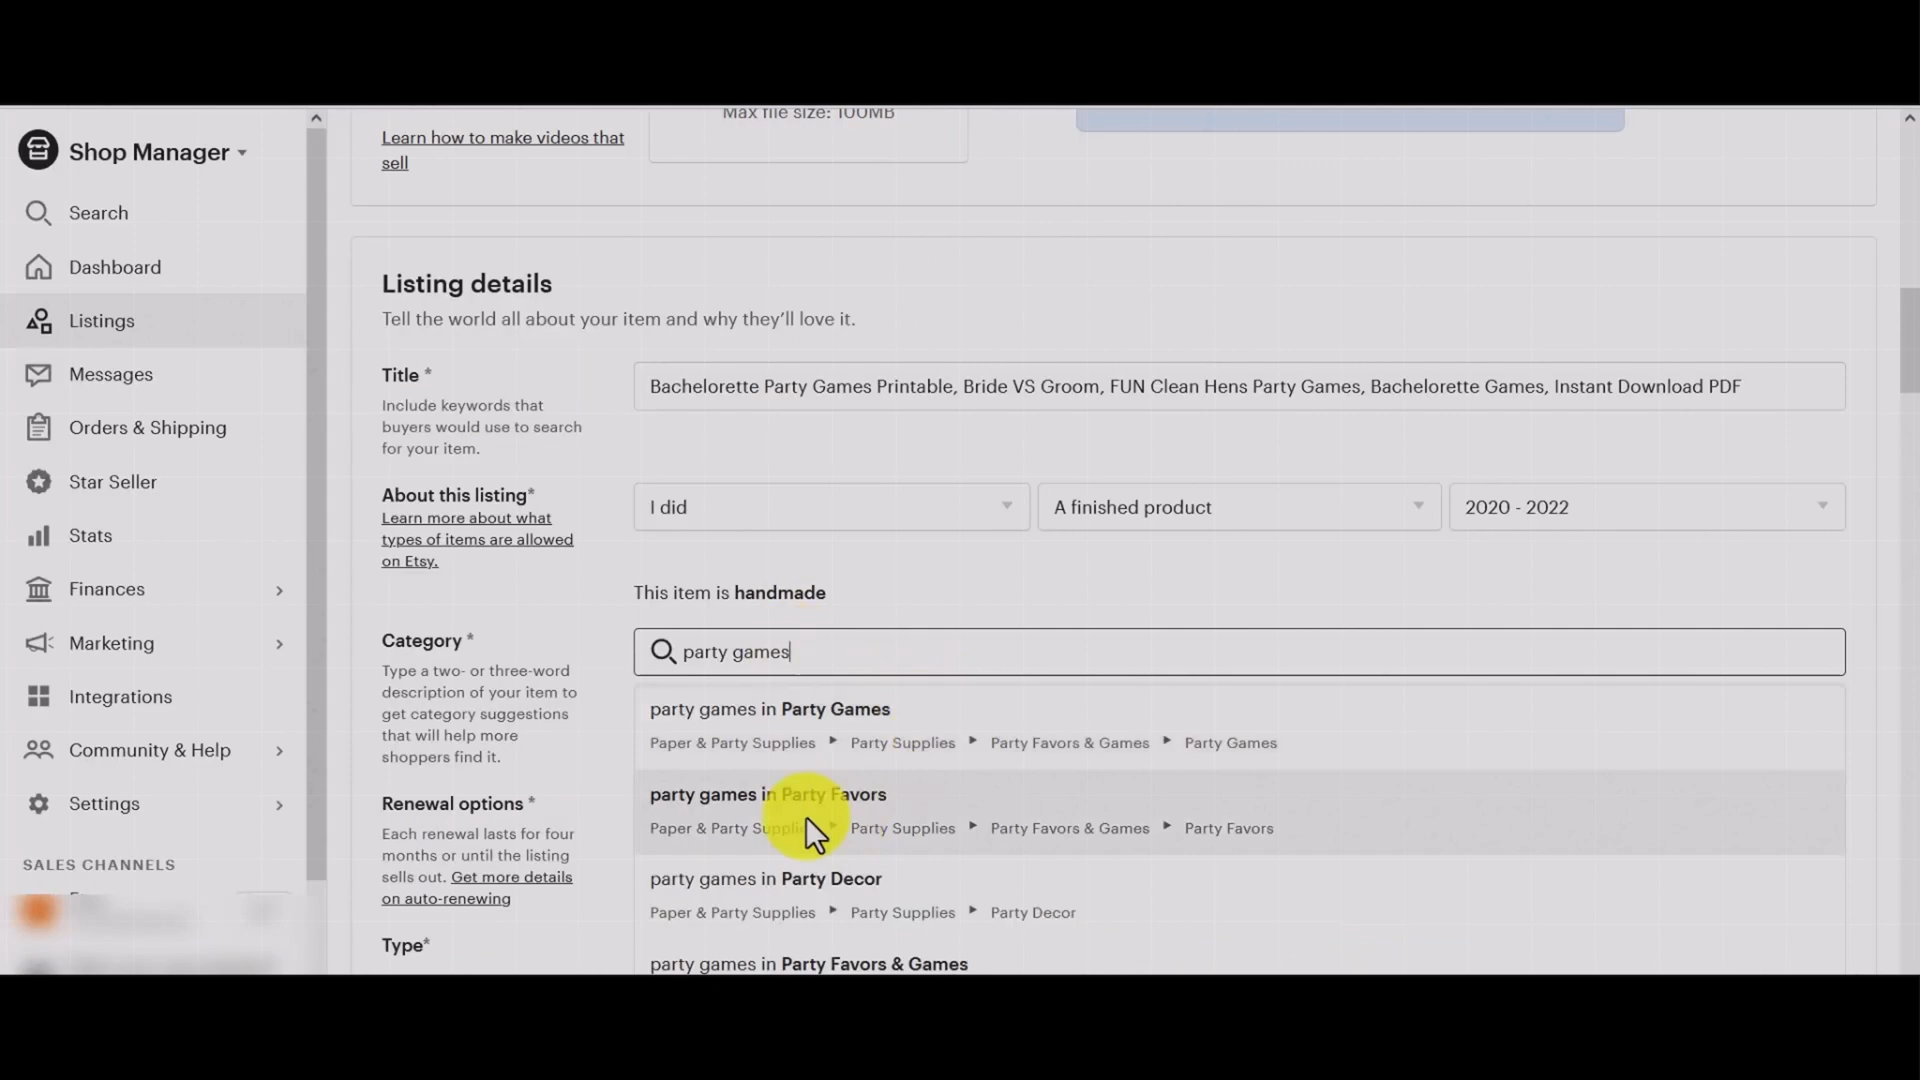 Max file size: 100MB
Learn how to make videos that
sell
Shop Manager
Search
Dashboard
Listings
Messages
Orders & Shipping
Star Seller
Stats
Finances
Marketing
Integrations
Community & Help
Settings
SALES CHANNELS
Listing details
Tell the world all about your item and why they’ll love it.
Title *
Include keywords that
buyers would use to search
for your item.
Bachelorette Party Games Printable, Bride VS Groom, FUN Clean Hens Party Games, Bachelorette Games, Instant Download PDF
About this listing*
Learn more about what
types of items are allowed
on Etsy.
I did
A finished product
2020 - 2022
This item is handmade
Category *
Type a two- or three-word
description of your item to
get category suggestions
that will help more
shoppers find it.
party games
party games in Party Games
Paper & Party Supplies ▸ Party Supplies ▸ Party Favors & Games ▸ Party Games
party games in Party Favors
Paper & Party Supplies ▸ Party Supplies ▸ Party Favors & Games ▸ Party Favors
party games in Party Decor
Paper & Party Supplies ▸ Party Supplies ▸ Party Decor
party games in Party Favors & Games
Renewal options *
Each renewal lasts for four
months or until the listing
sells out. Get more details
on auto-renewing
Type*